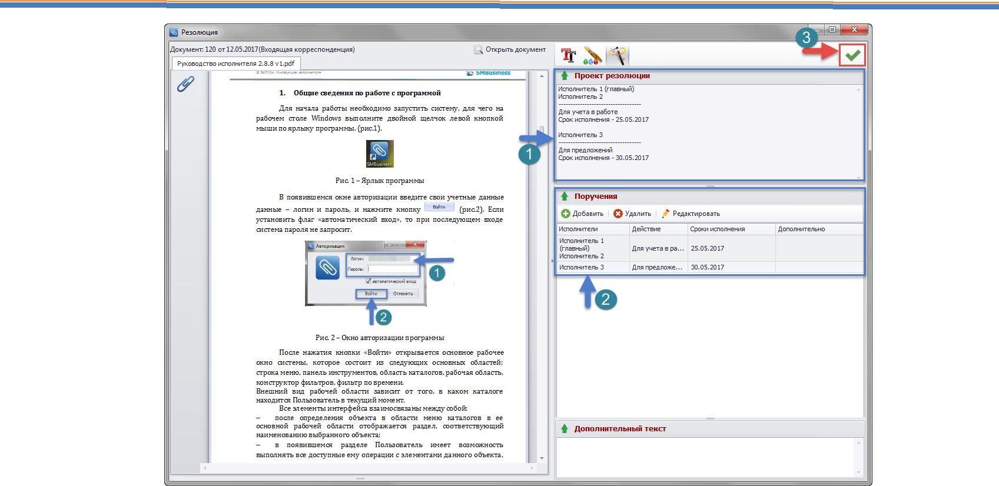 Резолюция
Документ: 120 от 12.05.2017(Входящая корреспонденция)
Открыть документ
Руководство исполнителя 2.8.8 v1.pdf
© SoftMix. Инструкция исполнителя
SMBusiness
1. Общие сведения по работе с программой
Для начала работы необходимо запустить систему, для чего на
рабочем столе Windows выполните двойной щелчок левой кнопкой
мыши по ярлыку программы. (рис.1).
SMBusiness
Рис. 1 – Ярлык программы
В появившемся окне авторизации введите свои учетные данные
данные – логин и пароль, и нажмите кнопку Войти (рис.2). Если
установить флаг «автоматический вход», то при последующем входе
система пароля не запросит.
Авторизация
Логин:
Пароль:
1
автоматический вход
Войти
Отменить
2
Рис. 2 – Окно авторизации программы
После нажатия кнопки «Войти» открывается основное рабочее
окно системы, которое состоит из следующих основных областей:
строка меню, панель инструментов, область каталогов, рабочая область,
конструктор фильтров, фильтр по времени.
Внешний вид рабочей области зависит от того, в каком каталоге
находится Пользователь в текущий момент.
Все элементы интерфейса взаимосвязаны между собой:
– после определения объекта в области меню каталогов в ее
основной рабочей области отображается раздел, соответствующий
наименованию выбранного объекта;
– в появившемся разделе Пользователь имеет возможность
выполнять все доступные ему операции с элементами данного объекта,
3
Проект резолюции
Исполнитель 1 (главный)
Исполнитель 2
-----------------------------------
Для учета в работе
Срок исполнения - 25.05.2017
Исполнитель 3
-----------------------------------
Для предложений
Срок исполнения - 30.05.2017
1
Поручения
Добавить Удалить Редактировать
Исполнители Действие Сроки исполнения Дополнительно
Исполнитель 1
(главный)
Исполнитель 2
Для учета в ра... 25.05.2017
Исполнитель 3 Для предложе... 30.05.2017
2
Дополнительный текст